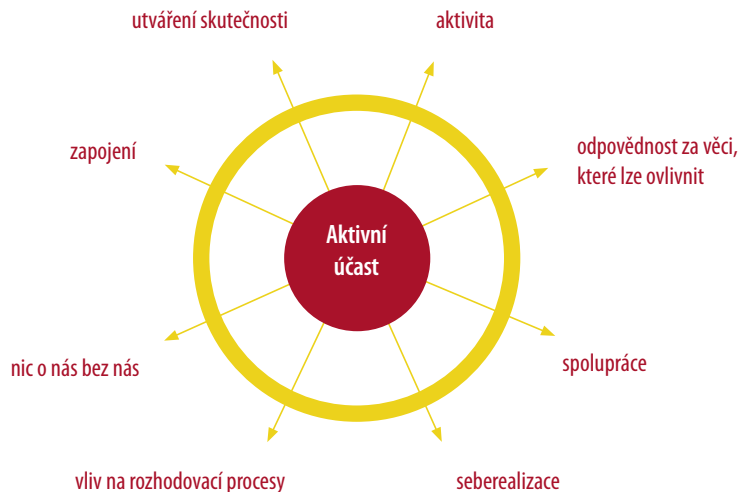 utváření skutečnosti
aktivita
zapojení
odpovědnost za věci,
které lze ovlivnit
Aktivní
účast
nic o nás bez nás
spolupráce
vliv na rozhodovací procesy
seberealizace